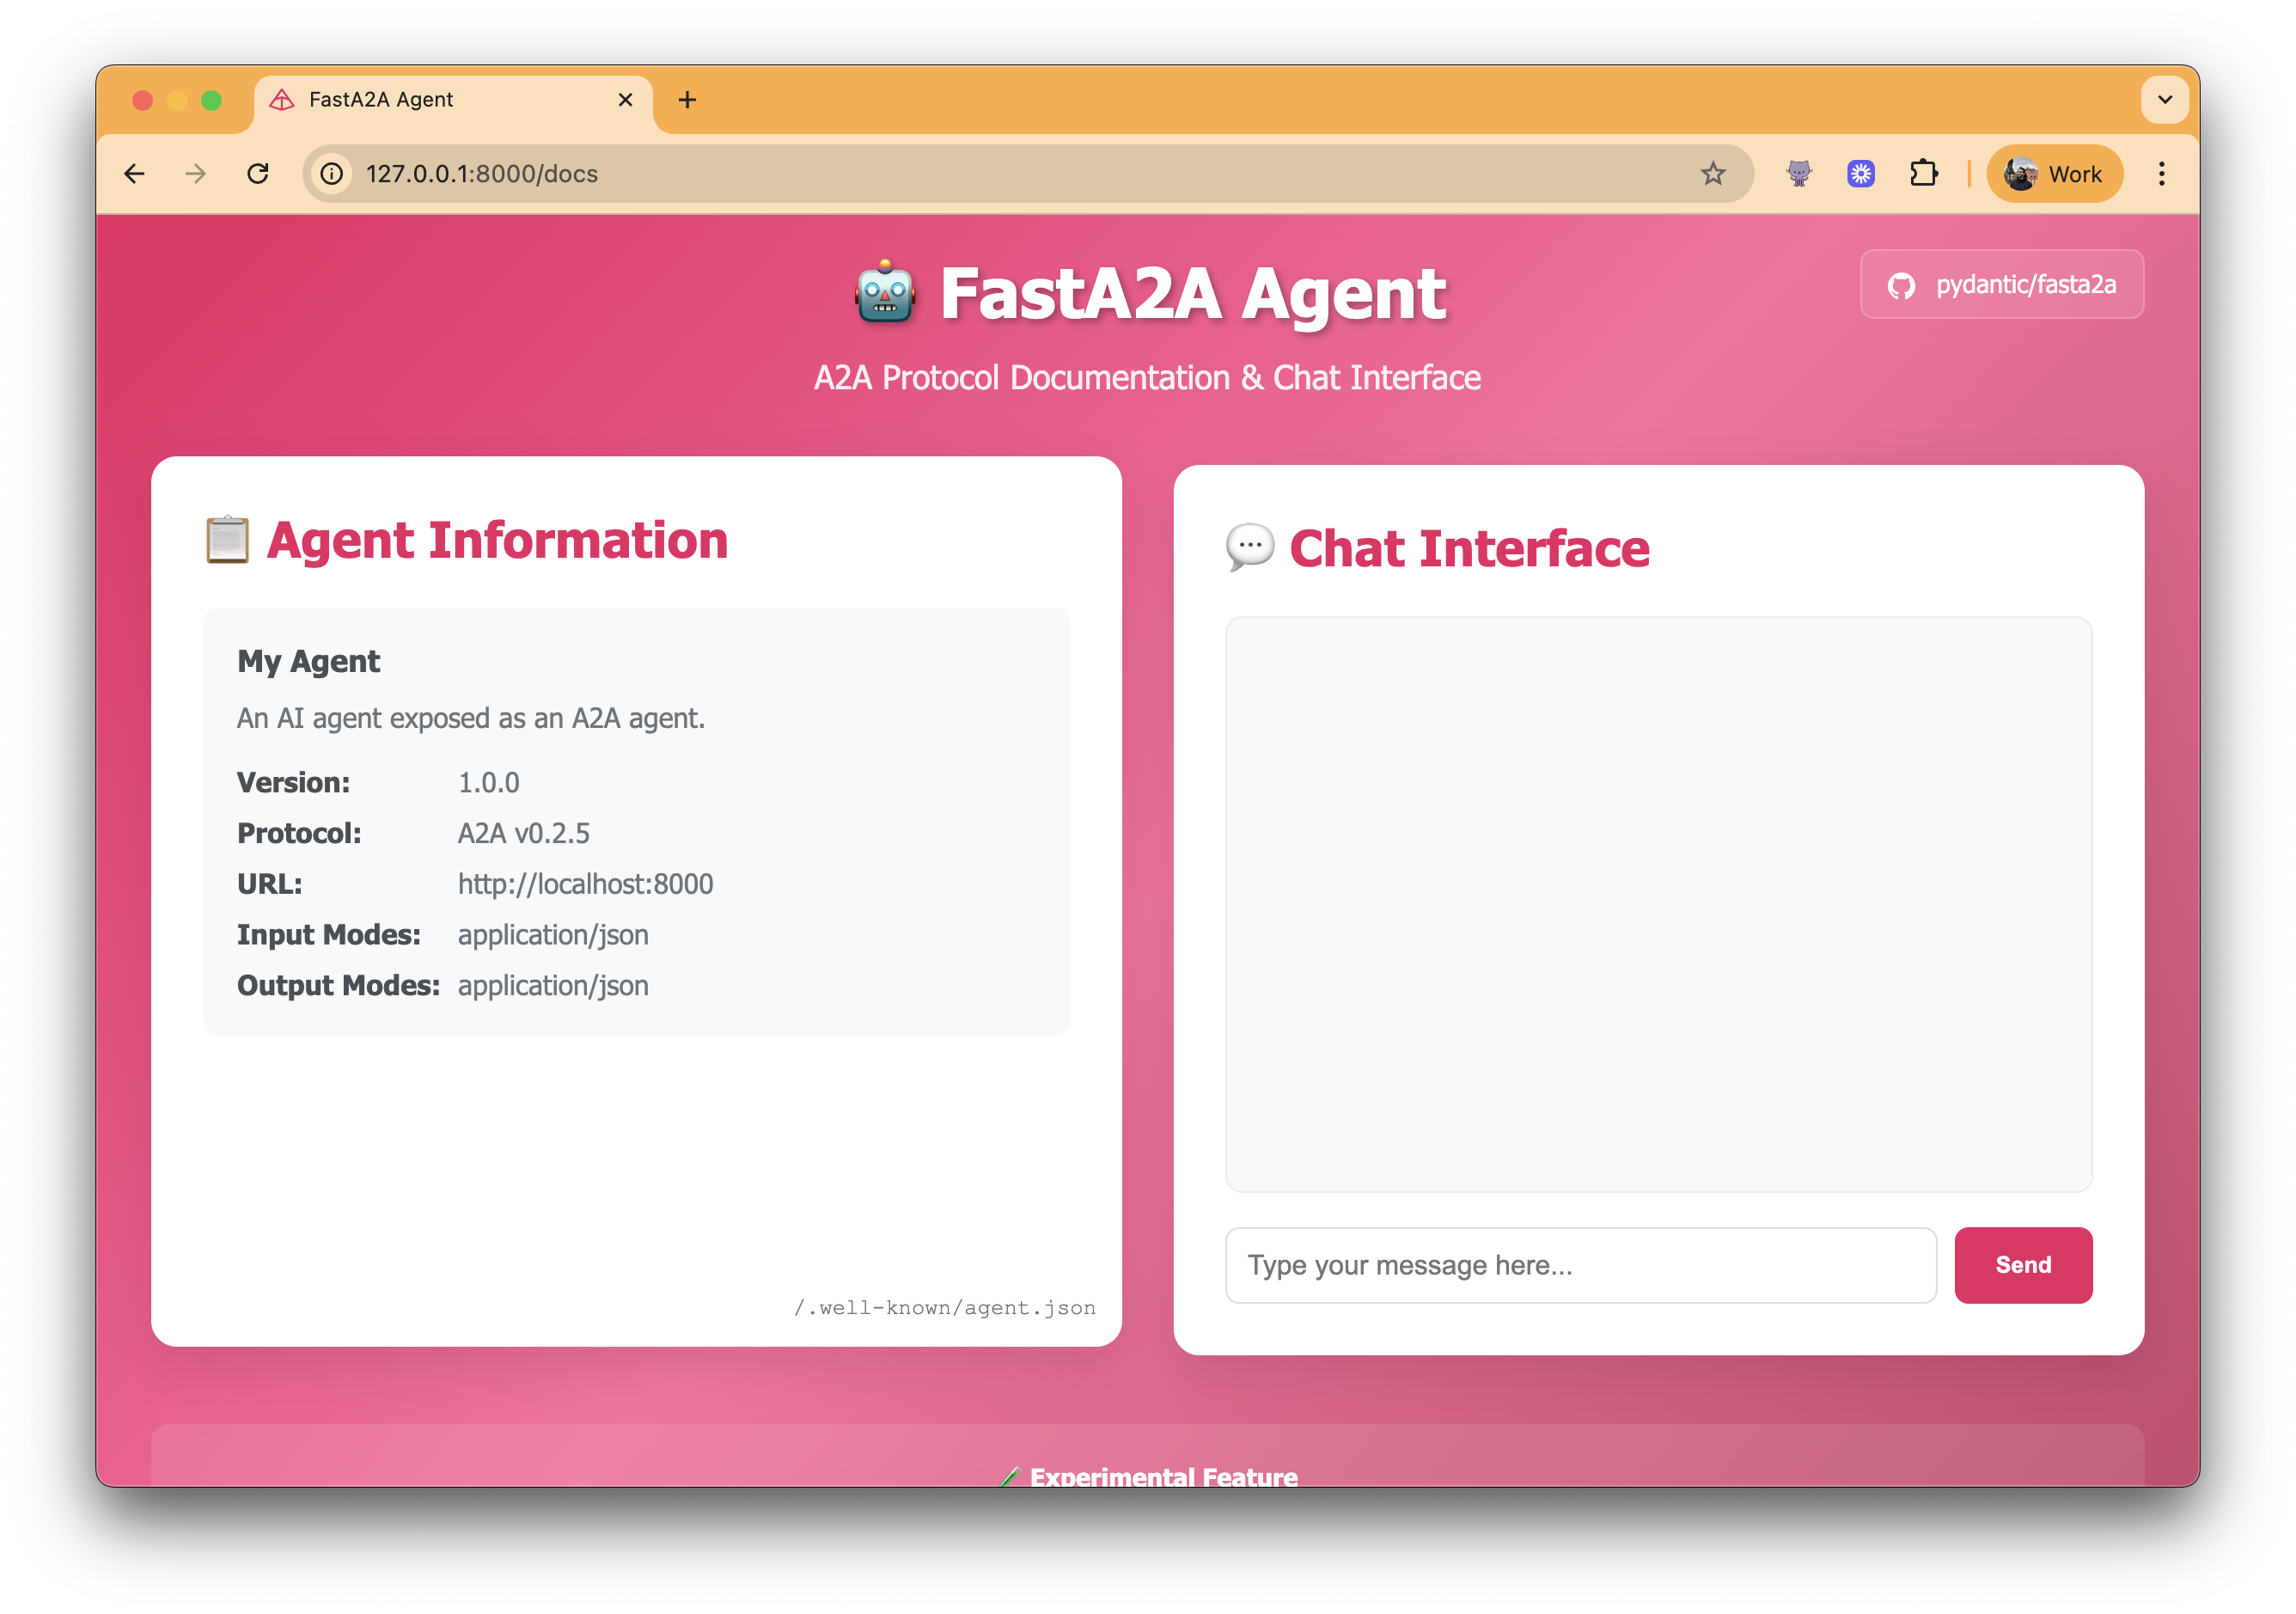 FastA2A Agent
127.0.0.1:8000/docs
Work
🤖 FastA2A Agent
pydantic/fasta2a
A2A Protocol Documentation & Chat Interface
📋 Agent Information
My Agent
An AI agent exposed as an A2A agent.
Version: 1.0.0
Protocol: A2A v0.2.5
URL: http://localhost:8000
Input Modes: application/json
Output Modes: application/json
/.well-known/agent.json
💬 Chat Interface
Type your message here...
Send
Experimental Feature